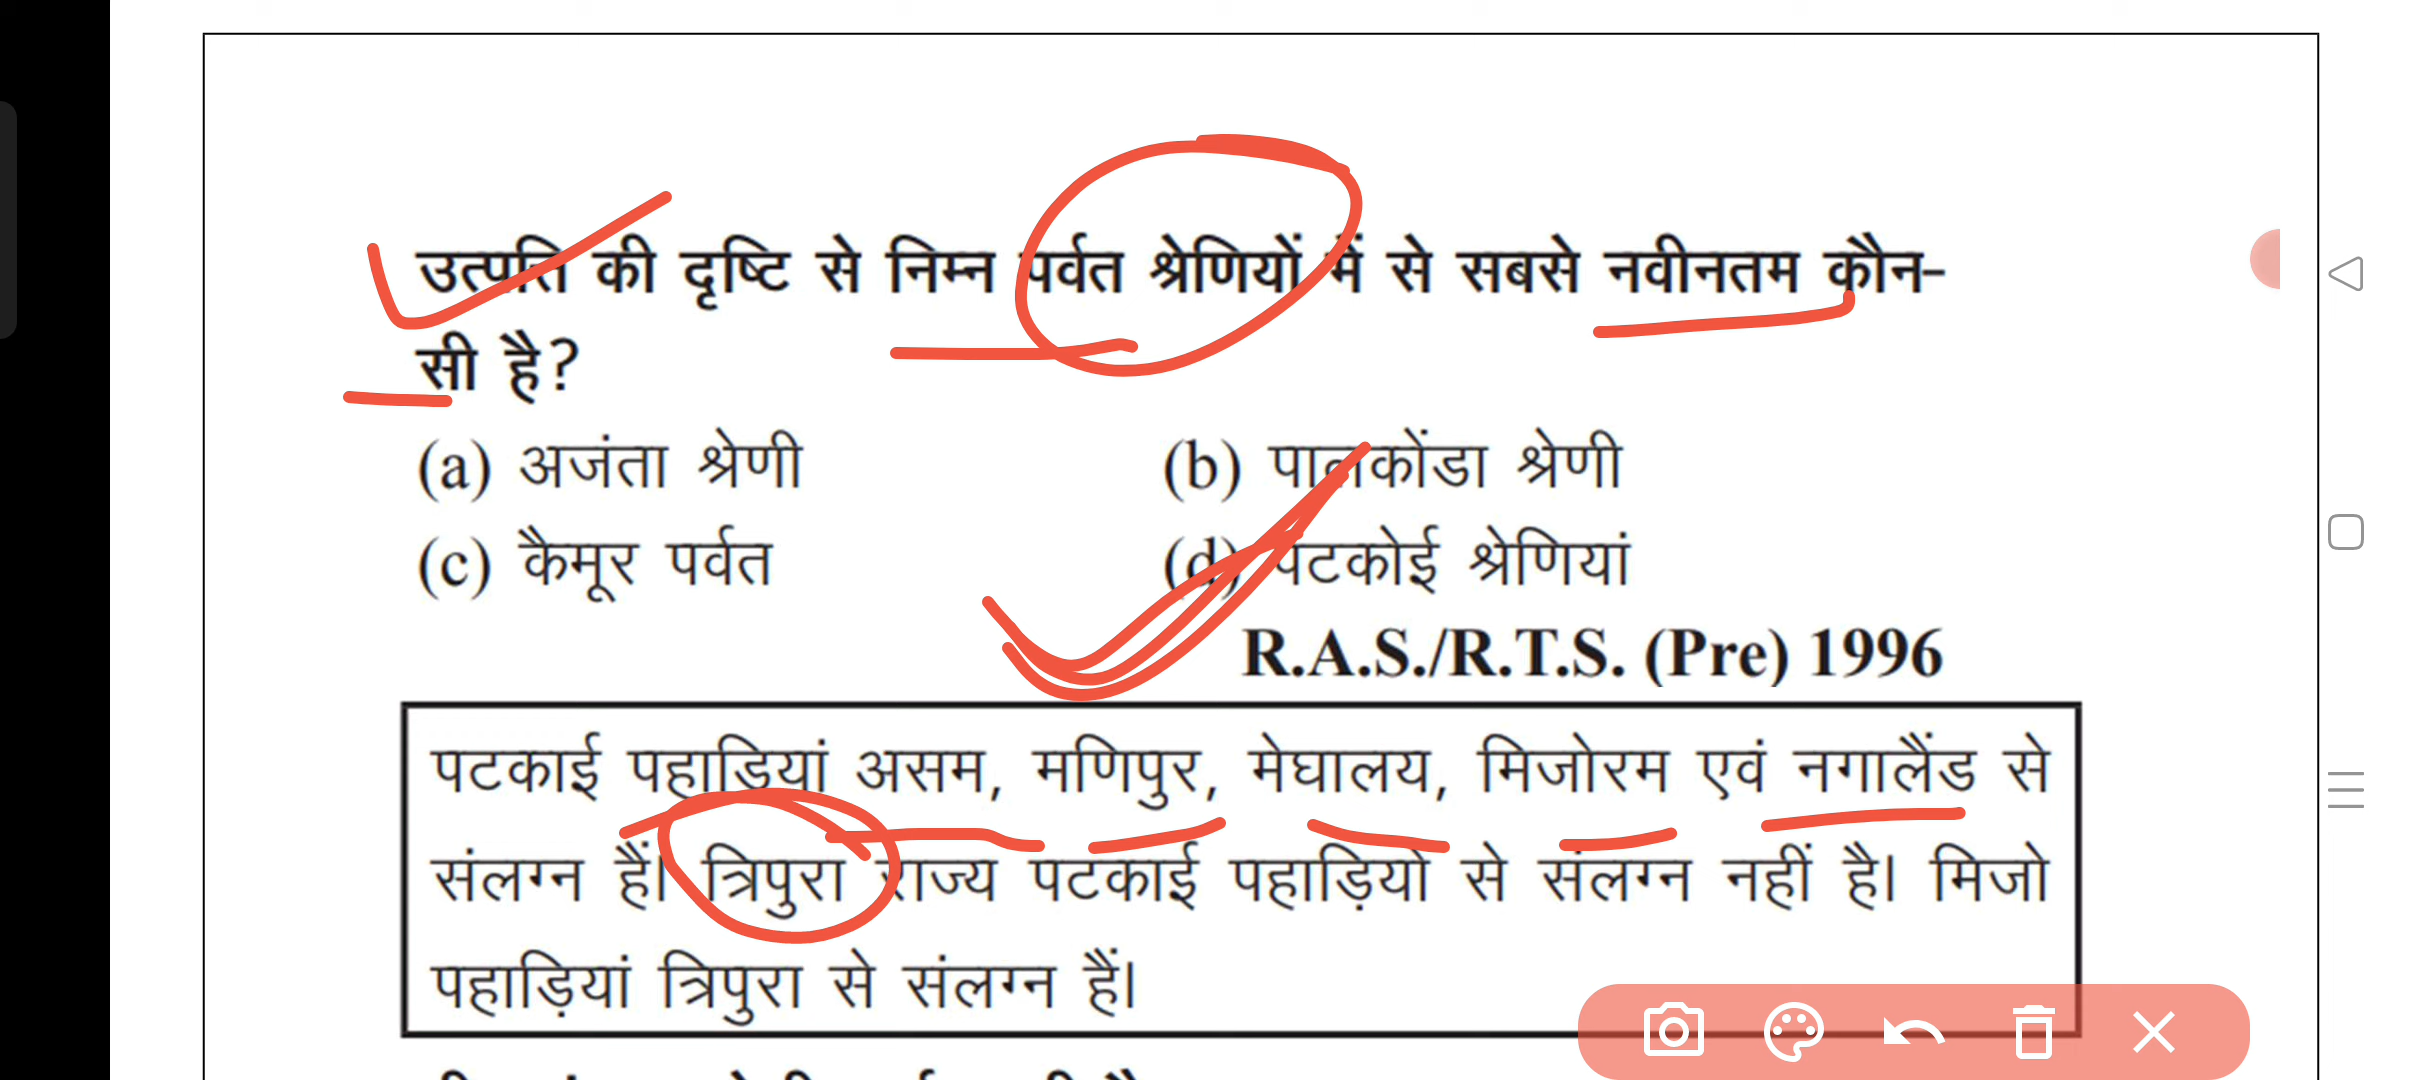 उत्पति की दृष्टि से निम्न पर्वत श्रेणियों में से सबसे नवीनतम कौन-
सी है?
(a) अजंता श्रेणी (b) पालकोंडा श्रेणी
(c) कैमूर पर्वत (d) पटकोई श्रेणियां
R.A.S./R.T.S. (Pre) 1996
पटकाई पहाडियां असम, मणिपुर, मेघालय, मिजोरम एवं नगालैंड से
संलग्न हैं। त्रिपुरा राज्य पटकाई पहाड़ियो से संलग्न नहीं है। मिजो
पहाड़ियां त्रिपुरा से संलग्न हैं।